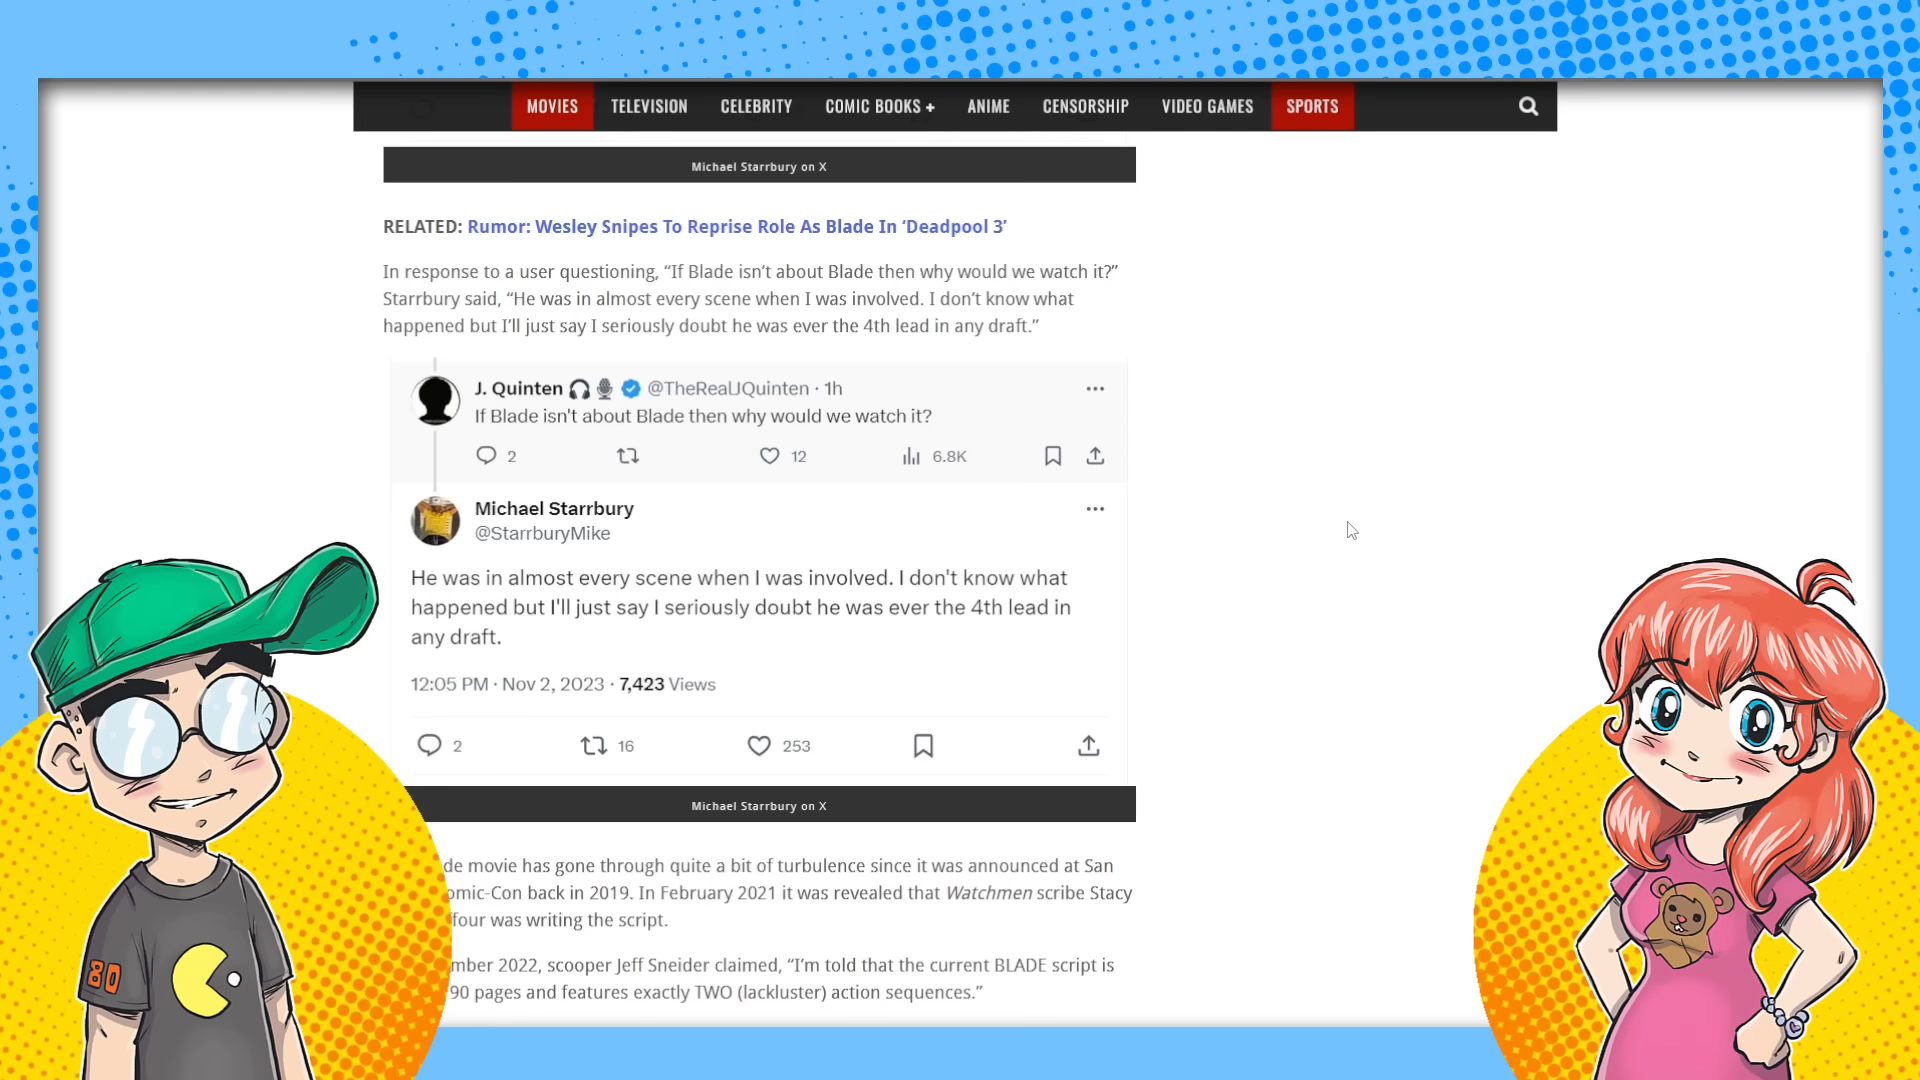 MOVIES TELEVISION CELEBRITY COMIC BOOKS + ANIME CENSORSHIP VIDEO GAMES SPORTS
Michael Starrbury on X
RELATED: Rumor: Wesley Snipes To Reprise Role As Blade In ‘Deadpool 3’
In response to a user questioning, “If Blade isn’t about Blade then why would we watch it?”
Starrbury said, “He was in almost every scene when I was involved. I don’t know what
happened but I’ll just say I seriously doubt he was ever the 4th lead in any draft.”
J. Quinten @TheRealJQuinten · 1h
If Blade isn't about Blade then why would we watch it?
2 12 6.8K
Michael Starrbury
@StarrburyMike
He was in almost every scene when I was involved. I don't know what
happened but I'll just say I seriously doubt he was ever the 4th lead in
any draft.
12:05 PM · Nov 2, 2023 · 7,423 Views
2 16 253
Michael Starrbury on X
de movie has gone through quite a bit of turbulence since it was announced at San
omic-Con back in 2019. In February 2021 it was revealed that Watchmen scribe Stacy
four was writing the script.
mber 2022, scooper Jeff Sneider claimed, “I’m told that the current BLADE script is
90 pages and features exactly TWO (lackluster) action sequences.”
80